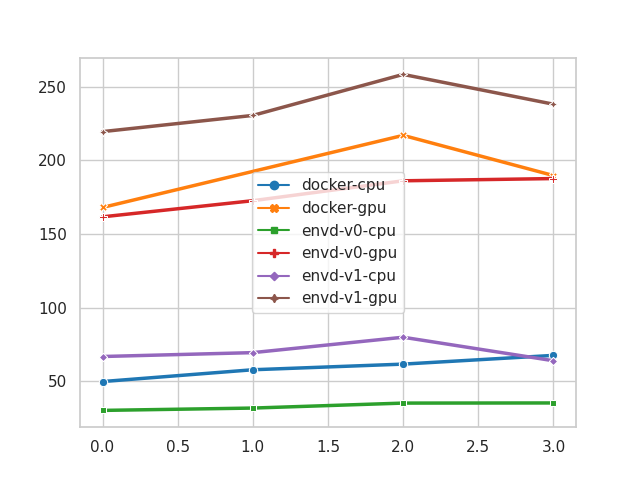 250
200
150
100
50
docker-cpu
docker-gpu
envd-v0-cpu
envd-v0-gpu
envd-v1-cpu
envd-v1-gpu
0.0 0.5 1.0 1.5 2.0 2.5 3.0